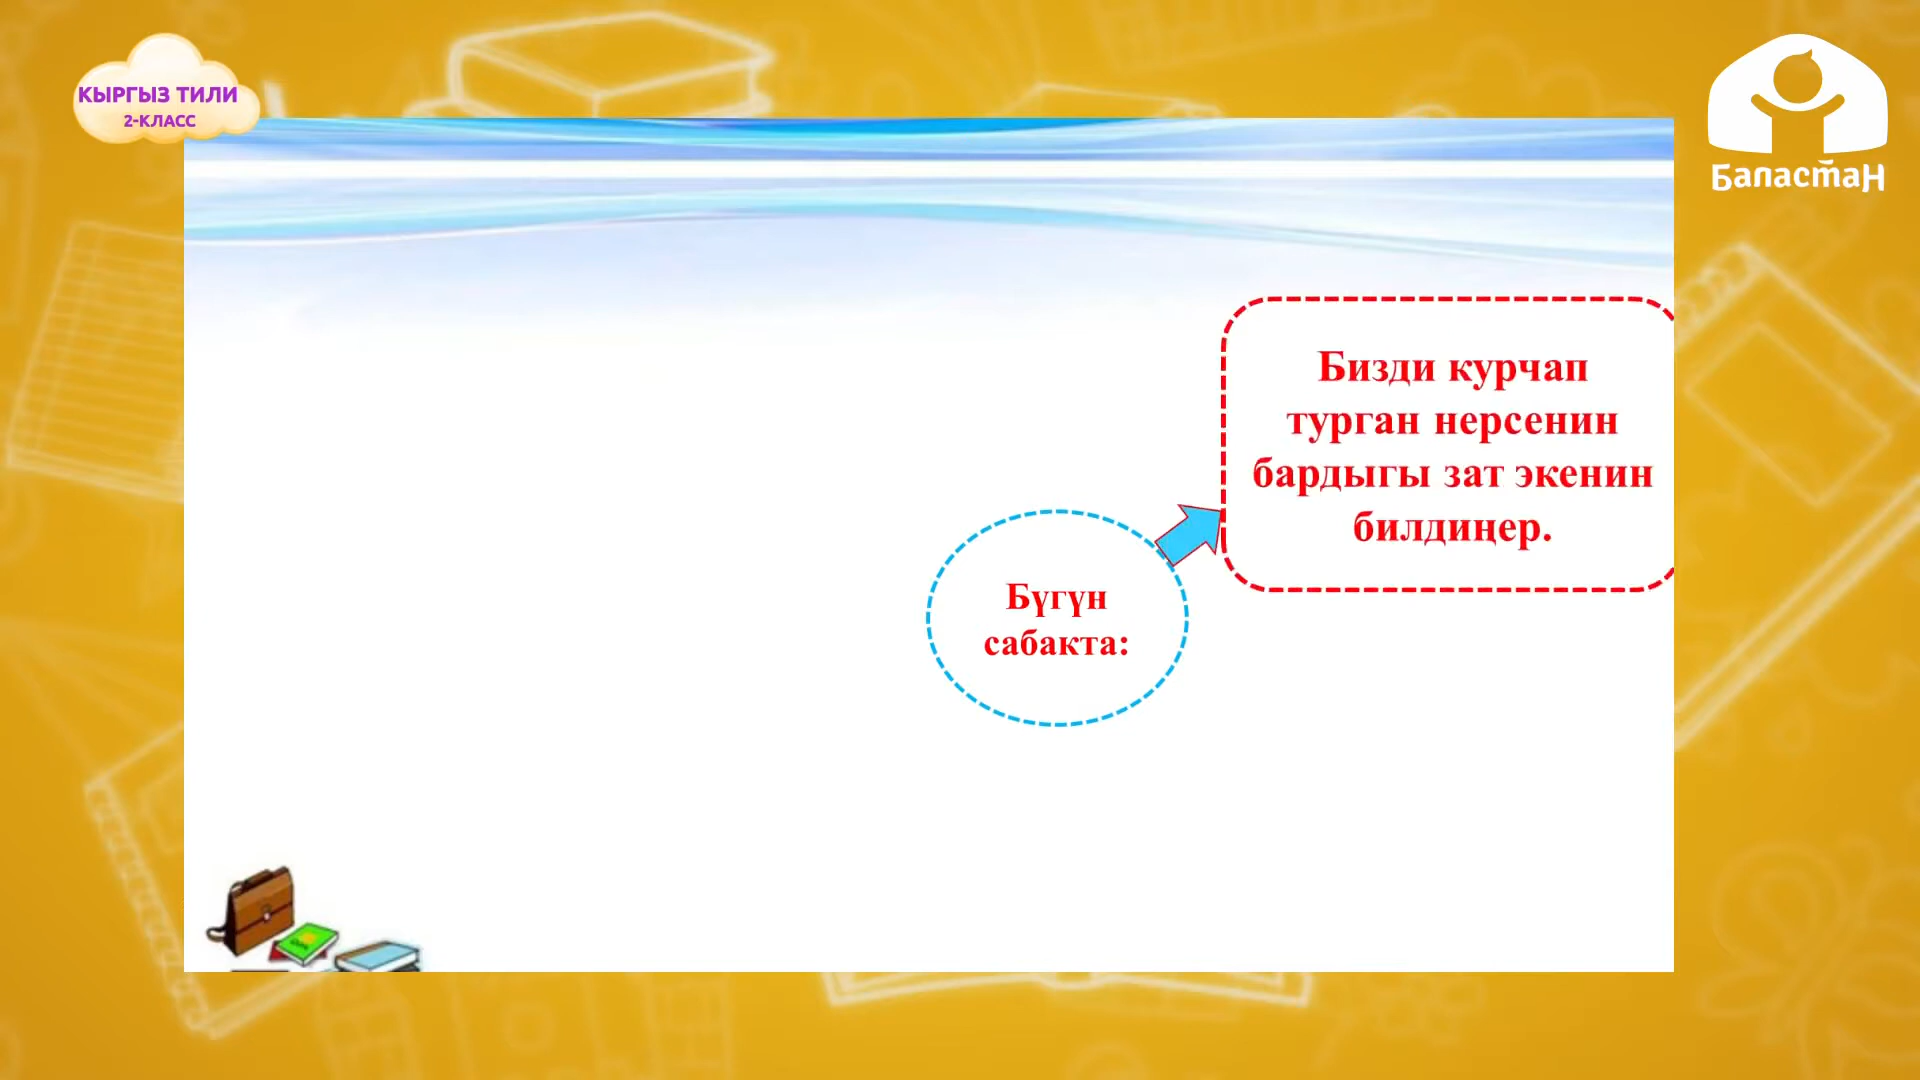 КЫРГЫЗ ТИЛИ
2-КЛАСС
Баластан
Бизди курчап
турган нерсенин
бардыгы зат экенин
билдиңер.
Бүгүн
сабакта: